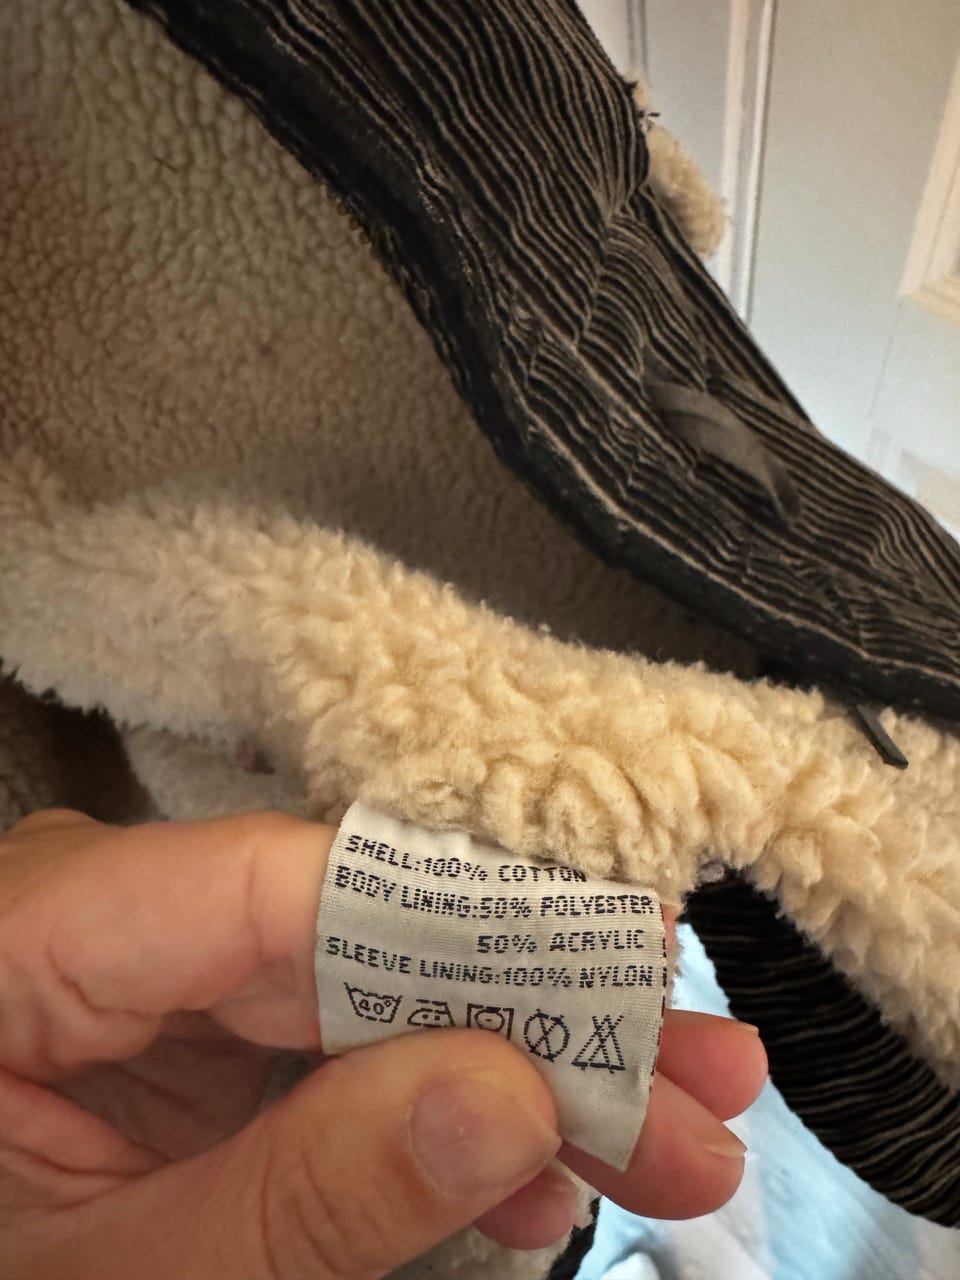 SHELL:100% COTTON
BODY LINING:50% POLYESTER
50% ACRYLIC
SLEEVE LINING:100% NYLON
40°